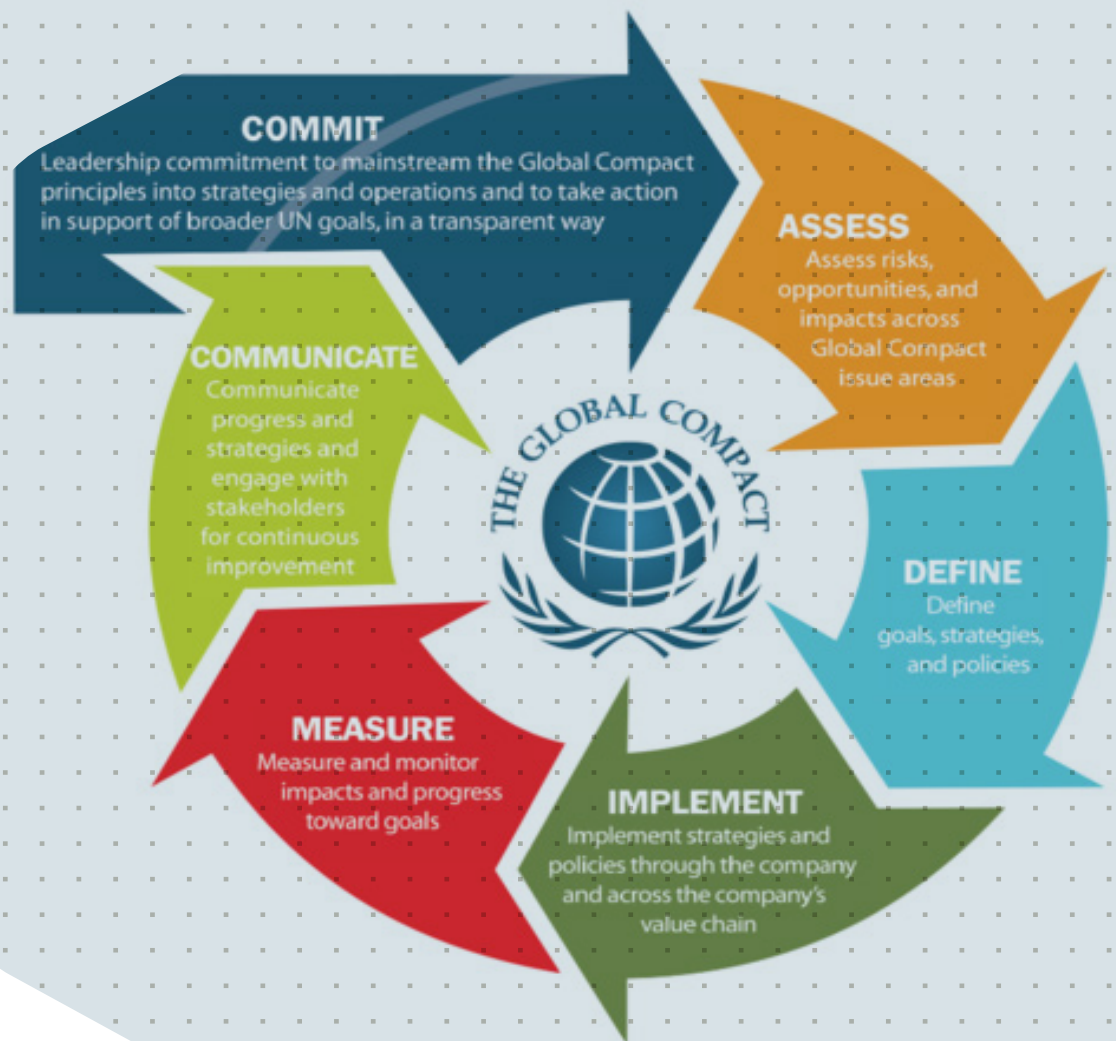 COMMIT
Leadership commitment to mainstream the Global Compact
principles into strategies and operations and to take action
in support of broader UN goals, in a transparent way
ASSESS
Assess risks,
opportunities, and
impacts across
Global Compact
issue areas
DEFINE
Define
goals, strategies,
and policies
IMPLEMENT
Implement strategies and
policies through the company
and across the company's
value chain
MEASURE
Measure and monitor
impacts and progress
toward goals
COMMUNICATE
Communicate
progress and
strategies and
engage with
stakeholders
for continuous
improvement
THE GLOBAL COMPACT